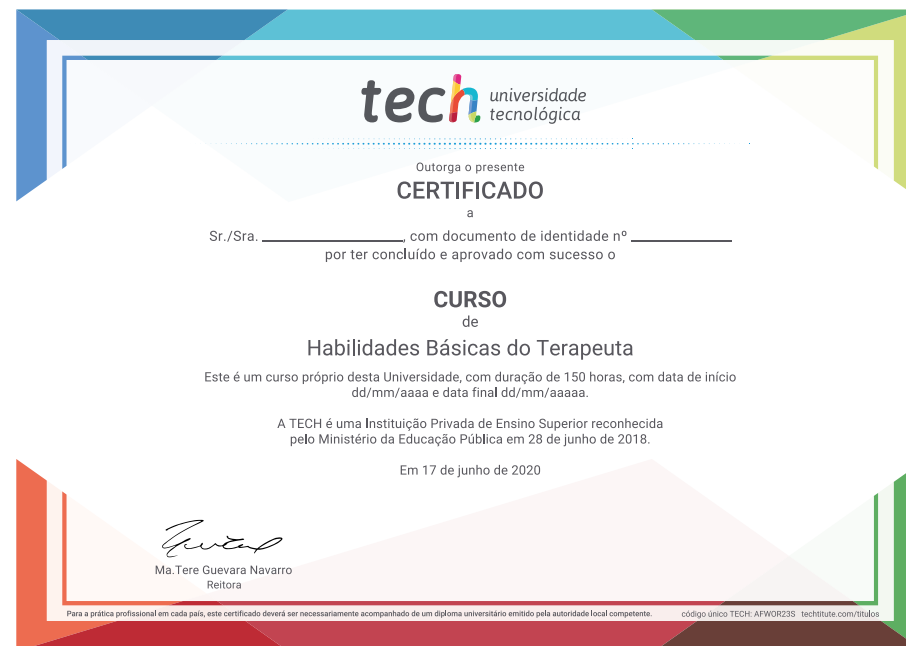 tech universidade
tecnológica
Outorga o presente
CERTIFICADO
a
Sr./Sra. ____________________, com documento de identidade nº ______________
por ter concluído e aprovado com sucesso o
CURSO
de
Habilidades Básicas do Terapeuta
Este é um curso próprio desta Universidade, com duração de 150 horas, com data de início
dd/mm/aaaa e data final dd/mm/aaaaa.
A TECH é uma Instituição Privada de Ensino Superior reconhecida
pelo Ministério da Educação Pública em 28 de junho de 2018.
Em 17 de junho de 2020
Ma.Tere Guevara Navarro
Reitora
Para a prática profissional em cada país, este certificado deverá ser necessariamente acompanhado de um diploma universitário emitido pela autoridade local competente. código único TECH: AFWOR23S techtitute.com/titulos